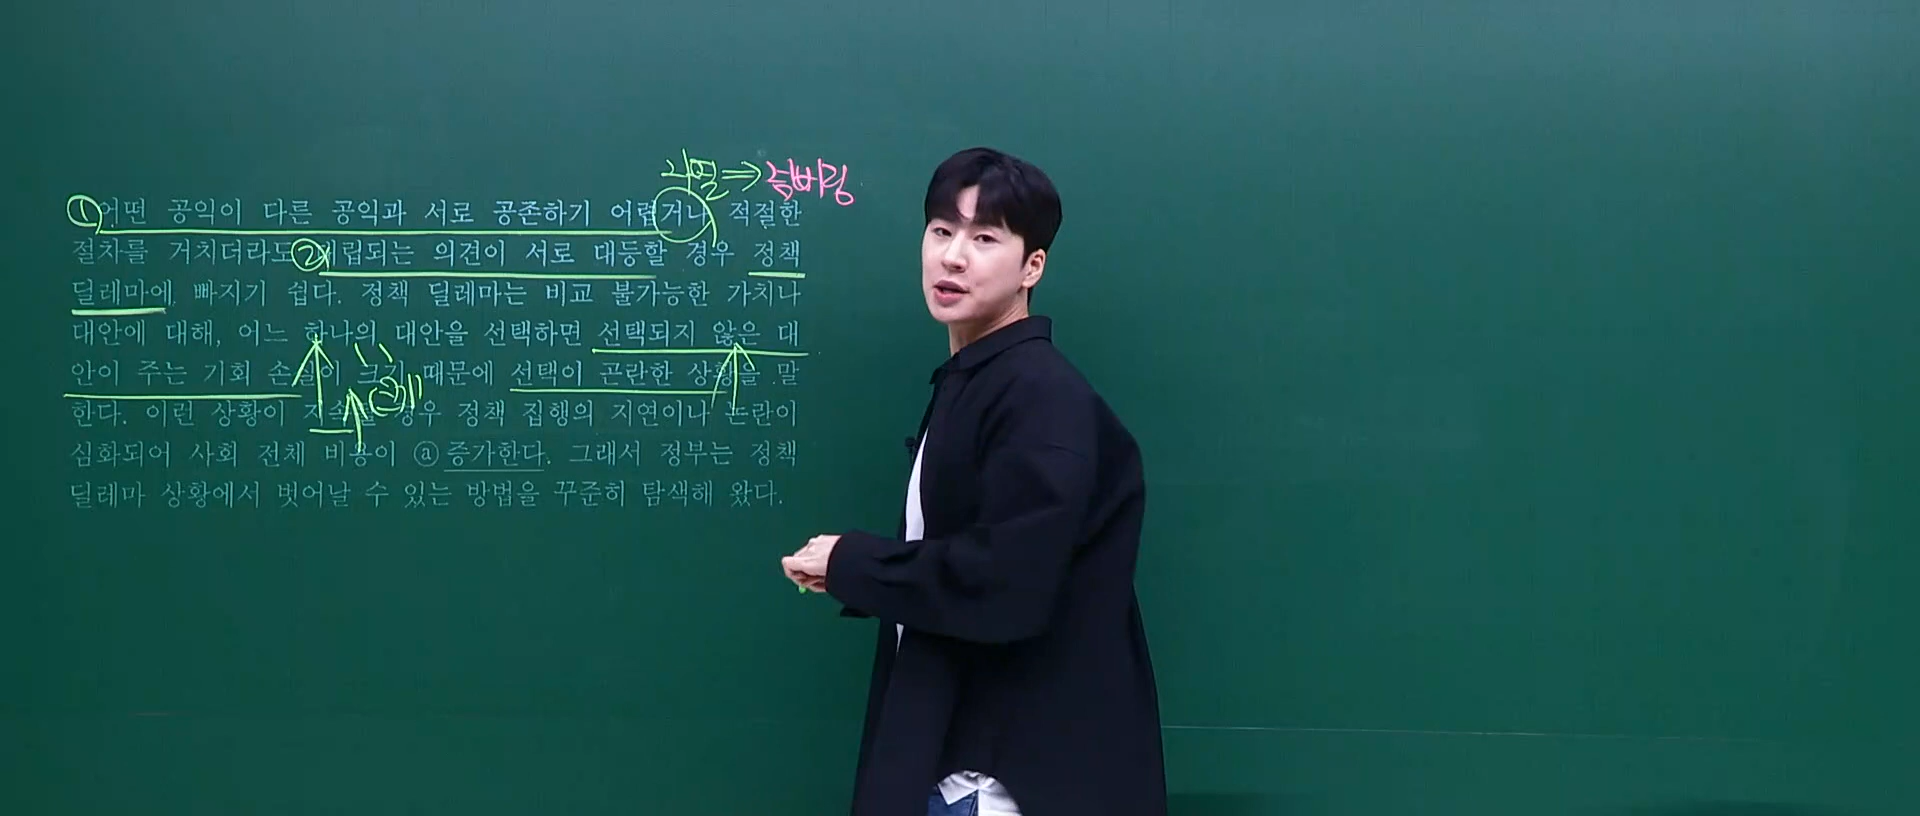 리필⇒넘버링
①어떤 공익이 다른 공익과 서로 공존하기 어렵거나 적절한
절차를 거치더라도 ②대립되는 의견이 서로 대등할 경우 정책
딜레마에 빠지기 쉽다. 정책 딜레마는 비교 불가능한 가치나
대안에 대해, 어느 하나의 대안을 선택하면 선택되지 않은 대
안이 주는 기회 손실이 크기 때문에 선택이 곤란한 상황을 말
한다. 이런 상황이 지속될 경우 정책 집행의 지연이나 논란이
심화되어 사회 전체 비용이 ⓐ증가한다. 그래서 정부는 정책
딜레마 상황에서 벗어날 수 있는 방법을 꾸준히 탐색해 왔다.